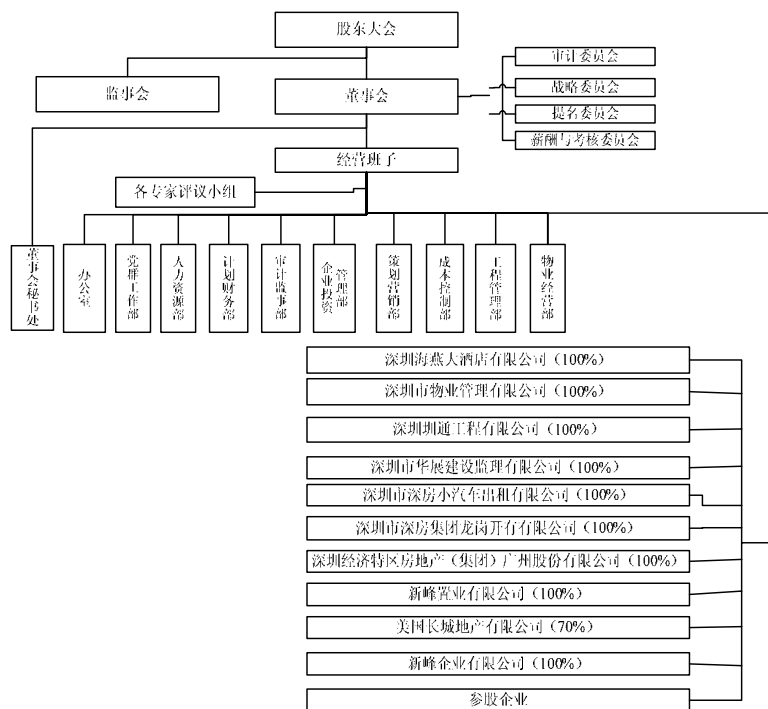 股东大会
监事会
董事会
审计委员会
战略委员会
提名委员会
薪酬与考核委员会
经营班子
各专家评议小组
董事会秘书处
办公室
党群工作部
人力资源部
计划财务部
审计监事部
企业投资
管理部
策划营销部
成本控制部
工程管理部
物业经营部
深圳海燕大酒店有限公司（100%）
深圳市物业管理有限公司（100%）
深圳圳通工程有限公司（100%）
深圳市华展建设监理有限公司（100%）
深圳市深房小汽车出租有限公司（100%）
深圳市深房集团龙岗开有有限公司（100%）
深圳经济特区房地产（集团）广州股份有限公司（100%）
新峰置业有限公司（100%）
美国长城地产有限公司（70%）
新峰企业有限公司（100%）
参股企业